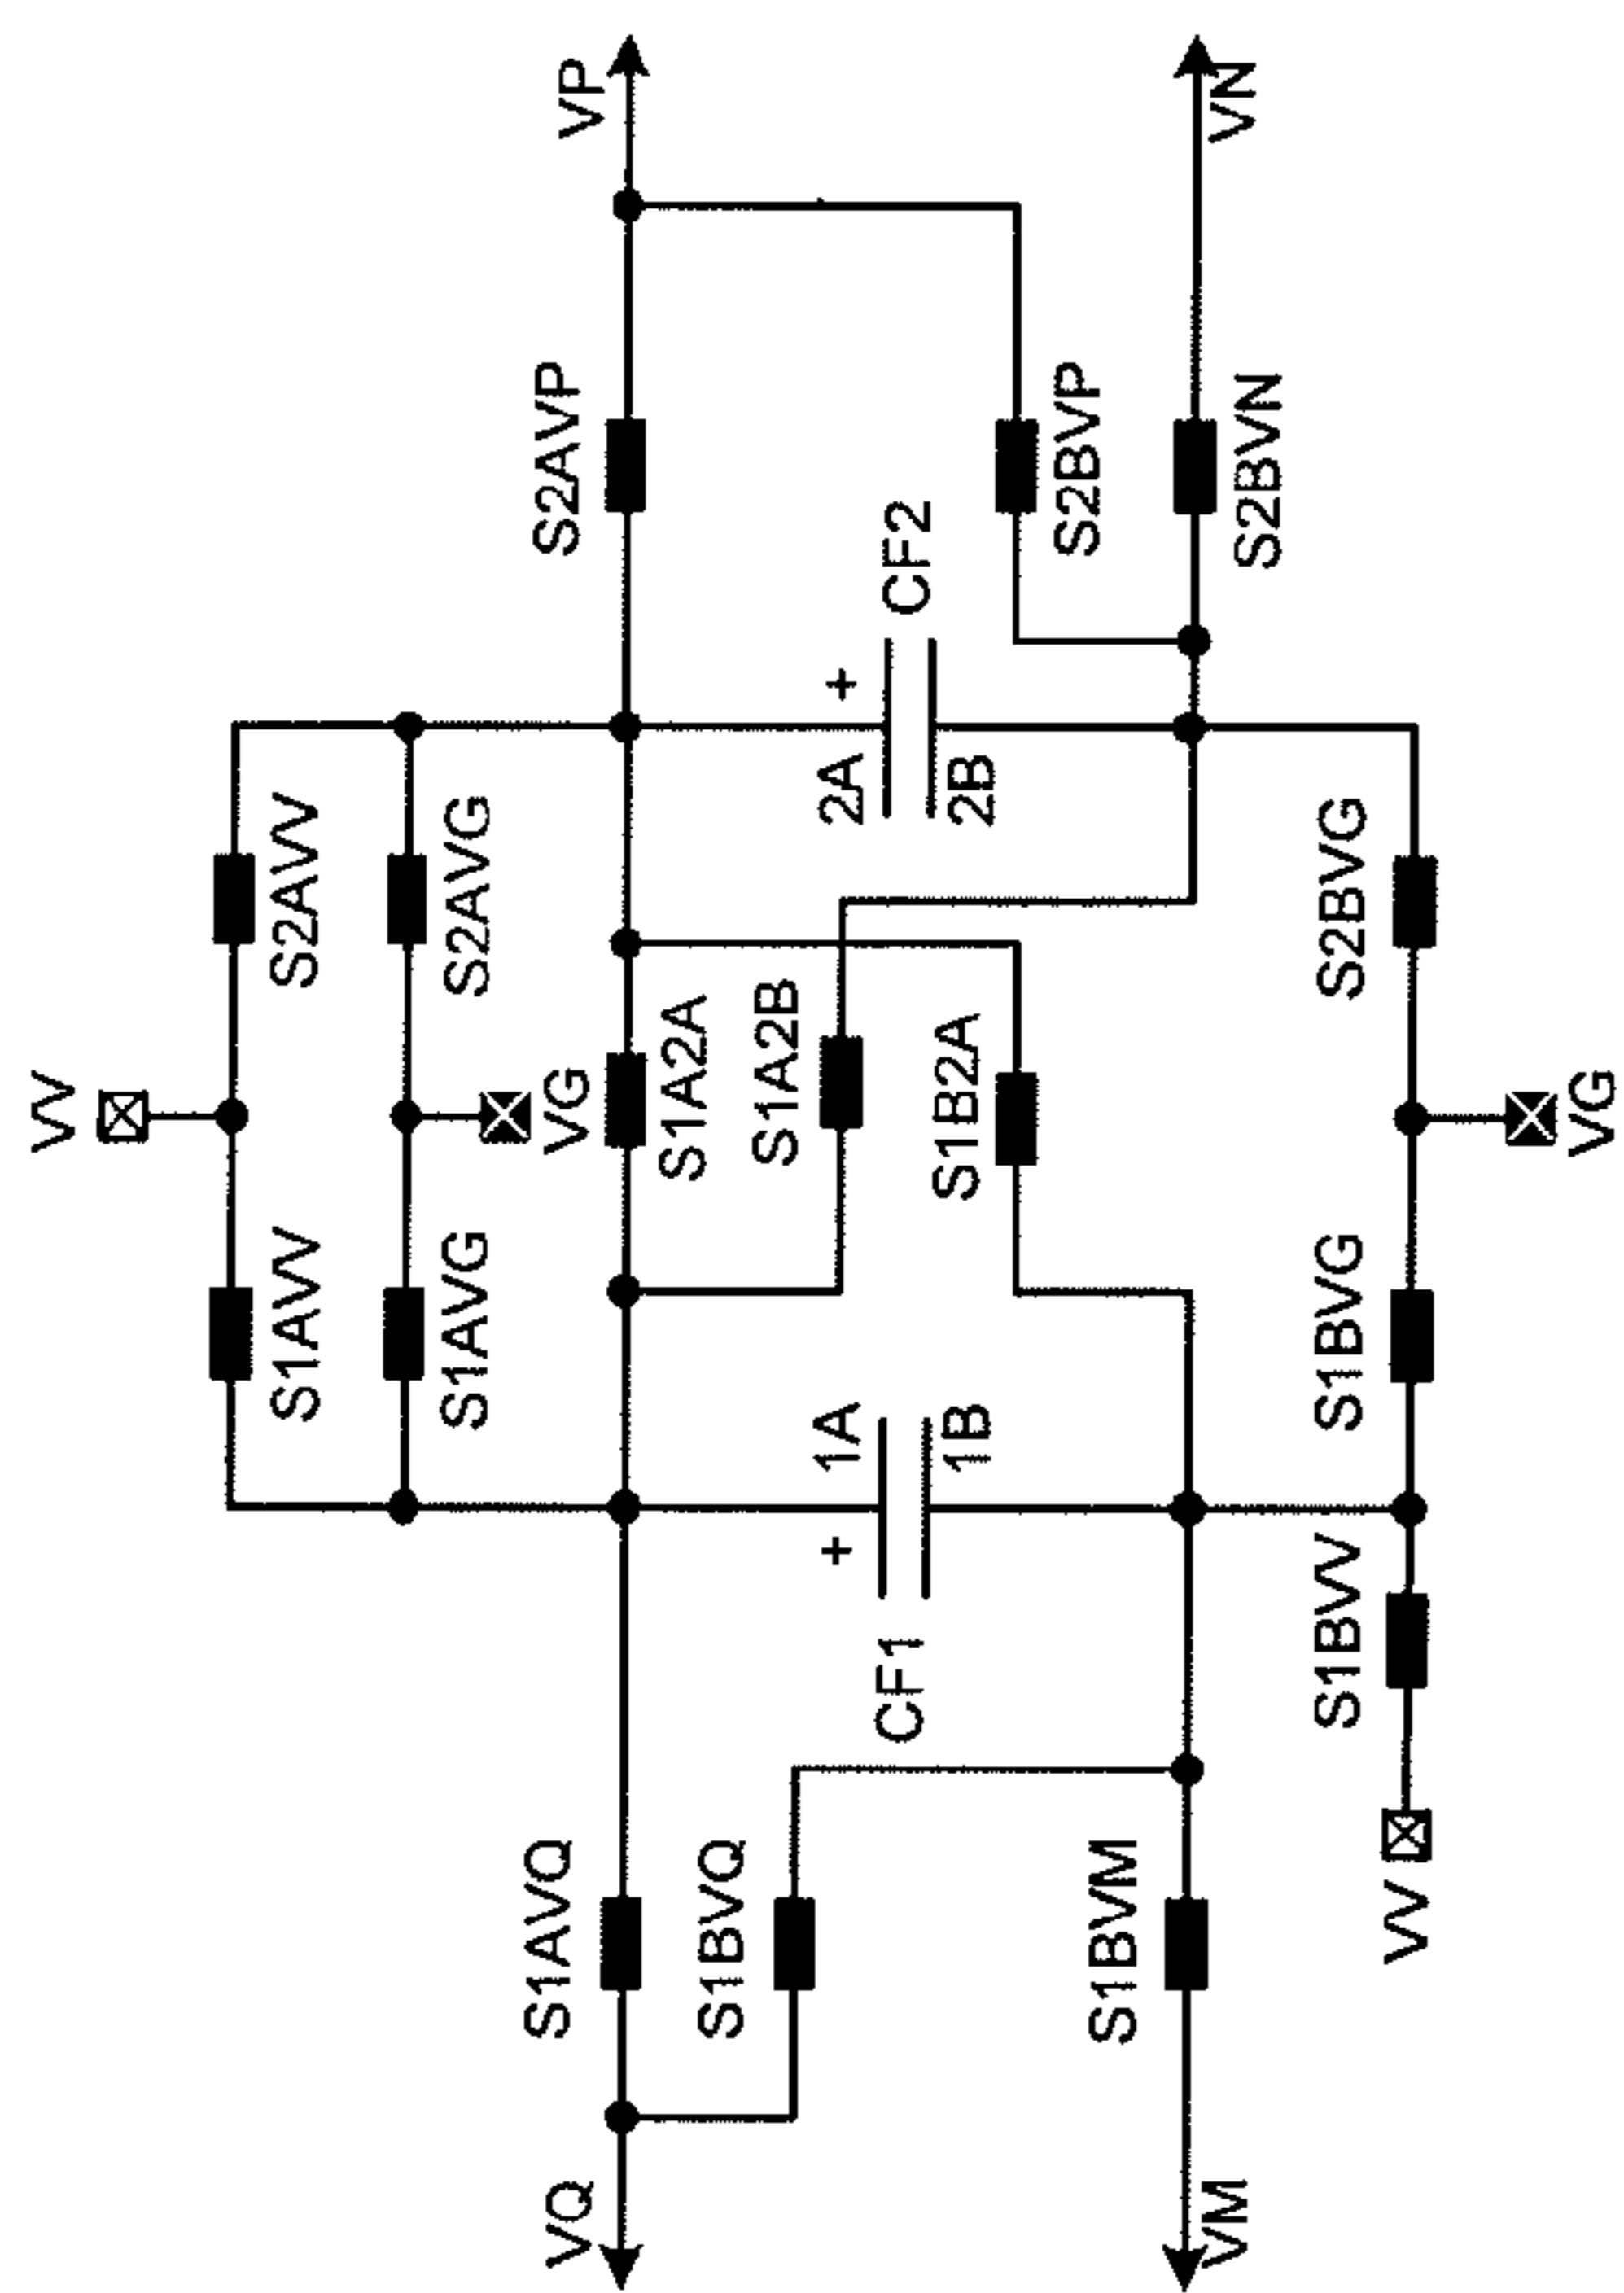 VV
S1AVV
S2AVV
S1AVG
S2AVG
VQ
S1AVQ
VG
S2AVP
VP
S1A2A
S1BVQ
S1A2B
+
1A
2A
+
CF1
CF2
S1B2A
1B
2B
S2BVP
S1BVM
VM
S2BVN
VN
S1BVV
S1BVG
S2BVG
VV
VG